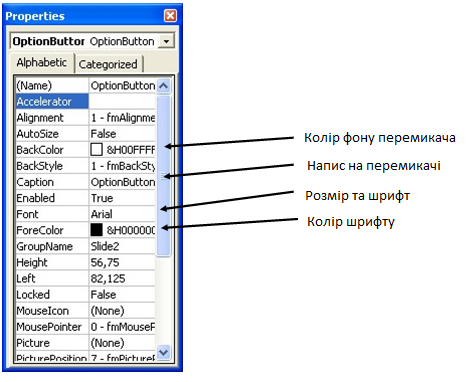 Properties
OptionButtor OptionButton
Alphabetic Categorized
(Name) OptionButton
Accelerator
Alignment 1 - fmAlignme
AutoSize False
BackColor &H00FFFF
BackStyle 1 - fmBackSty
Caption OptionButton
Enabled True
Font Arial
ForeColor &H000000
GroupName Slide2
Height 56,75
Left 82,125
Locked False
MouseIcon (None)
MousePointer 0 - fmMouseP
Picture (None)
PicturePosition 7 - fmPictureF
Колір фону перемикача
Напис на перемикачі
Розмір та шрифт
Колір шрифту